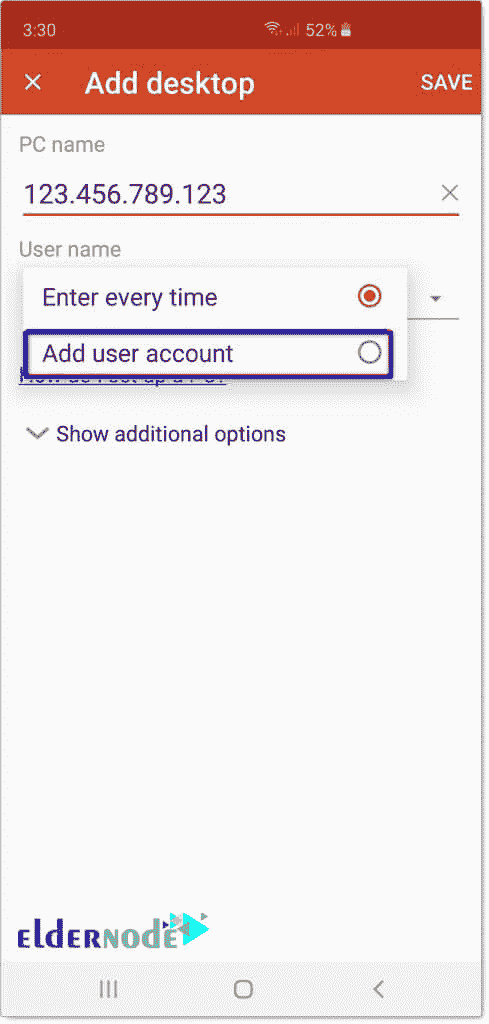 3:30 52%
Add desktop SAVE
PC name
123.456.789.123
User name
Enter every time
Add user account
Show additional options
ELDERNODE